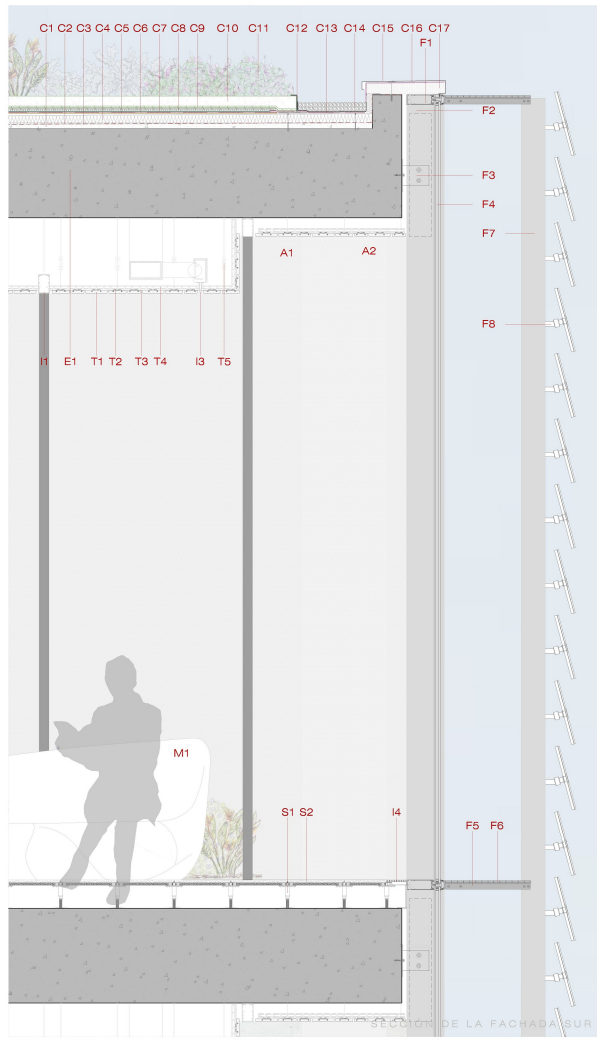 C1 C2 C3 C4 C5 C6 C7 C8 C9 C10 C11 C12 C13 C14 C15 C16 C17
F1
F2
F3
F4
F7
A1 A2
F8
I1 E1 T1 T2 T3 T4 I3 T5
M1
S1 S2 I4
F5 F6
SECCIÓN DE LA FACHADA SUR